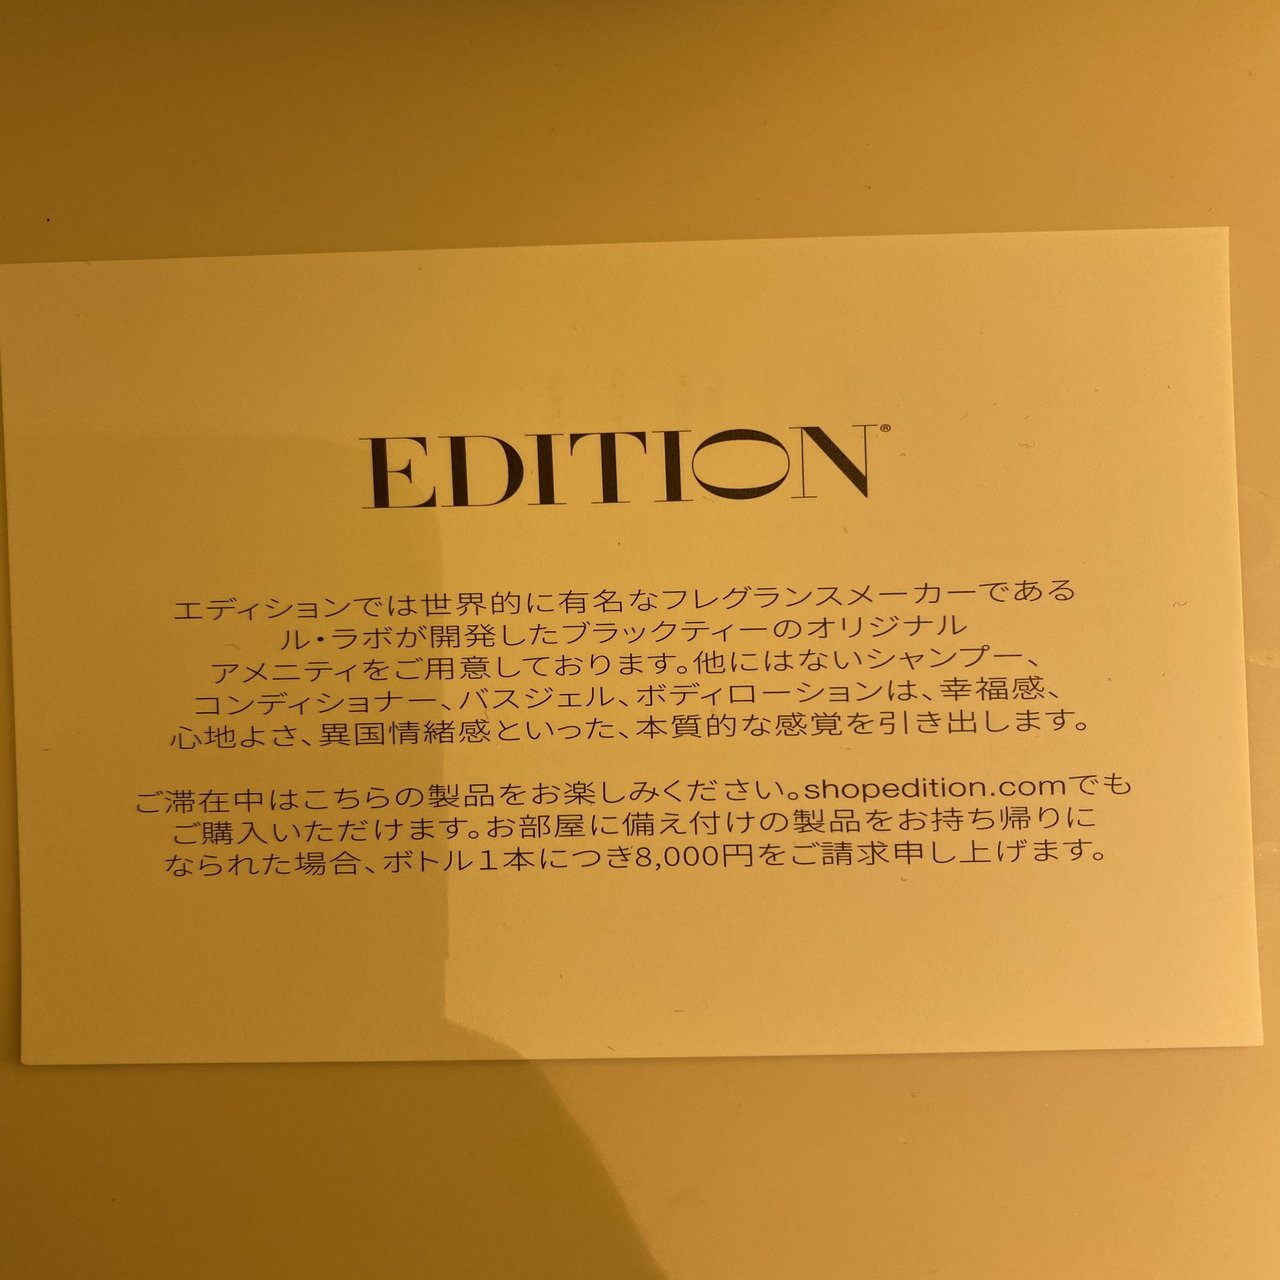 EDITION®
エディションでは世界的に有名なフレグランスメーカーである
ル・ラボが開発したブラックティーのオリジナル
アメニティをご用意しております。他にはないシャンプー、
コンディショナー、バスジェル、ボディローションは、幸福感、
心地よさ、異国情緒感といった、本質的な感覚を引き出します。
ご滞在中はこちらの製品をお楽しみください。shopedition.comでも
ご購入いただけます。お部屋に備え付けの製品をお持ち帰りに
なられた場合、ボトル１本につき8,000円をご請求申し上げます。